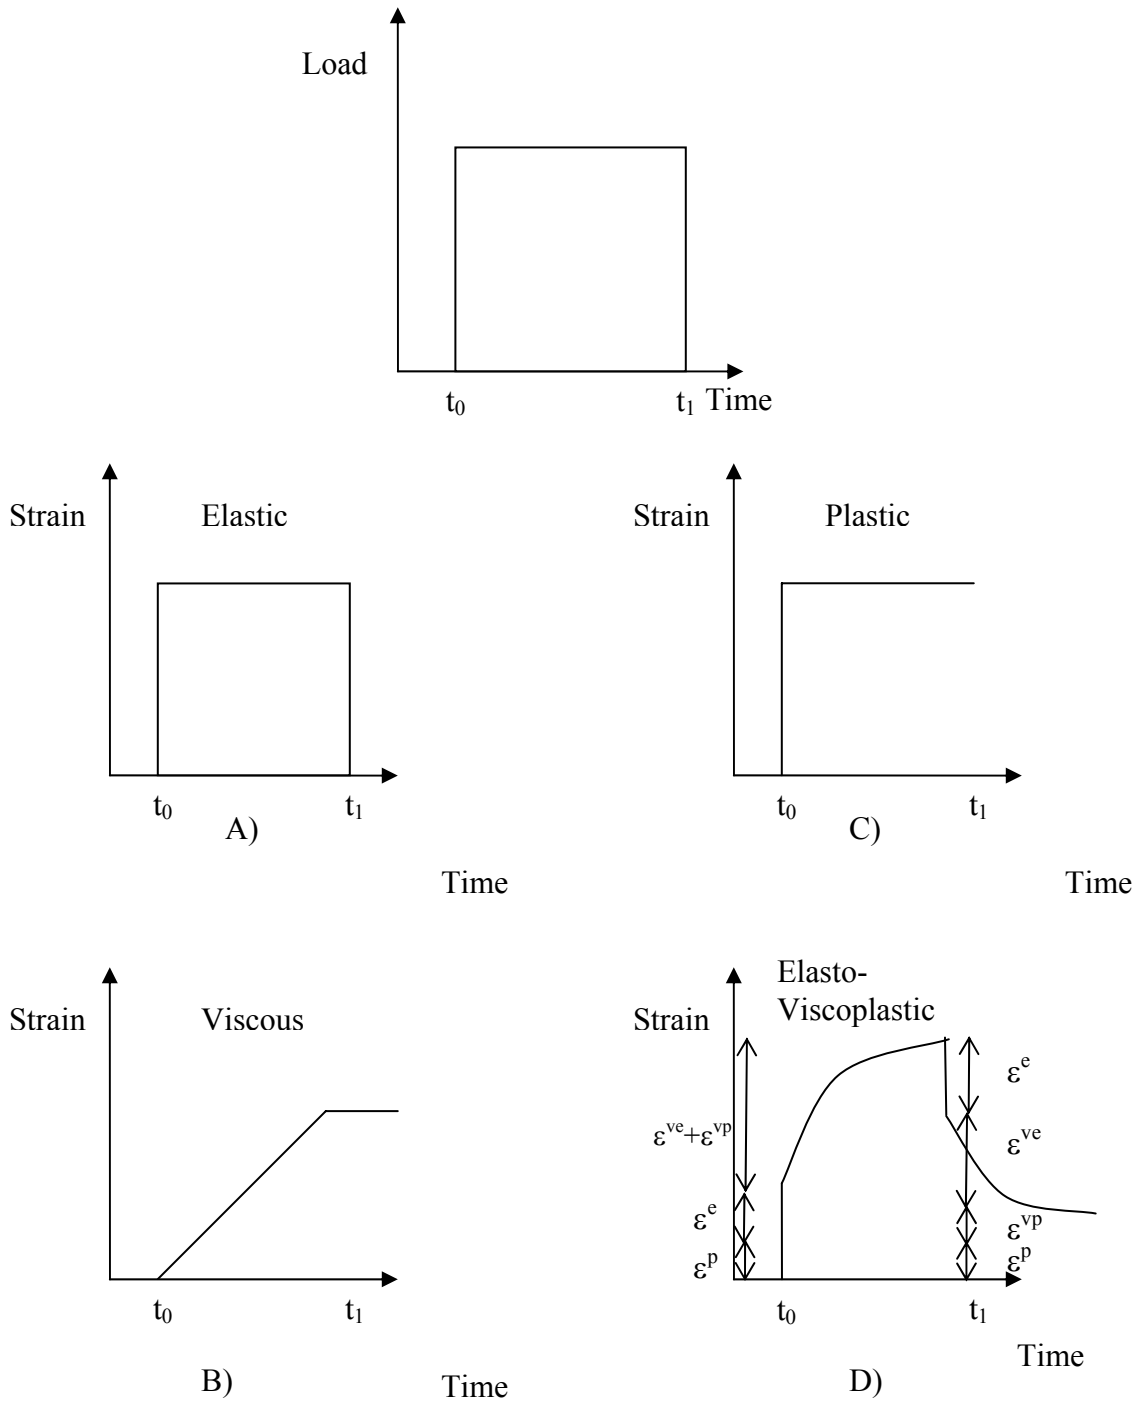 Load
t₀
t₁ Time
Strain
Elastic
t₀
t₁
A)
Time
Strain
Plastic
t₀
t₁
C)
Time
Strain
Viscous
t₀
t₁
B)
Time
Elasto-
Viscoplastic
Strain
εᵉ
εᵛᵉ+εᵛᵖ
εᵛᵉ
εᵉ
εᵛᵖ
εᵖ
εᵖ
t₀
t₁
Time
D)